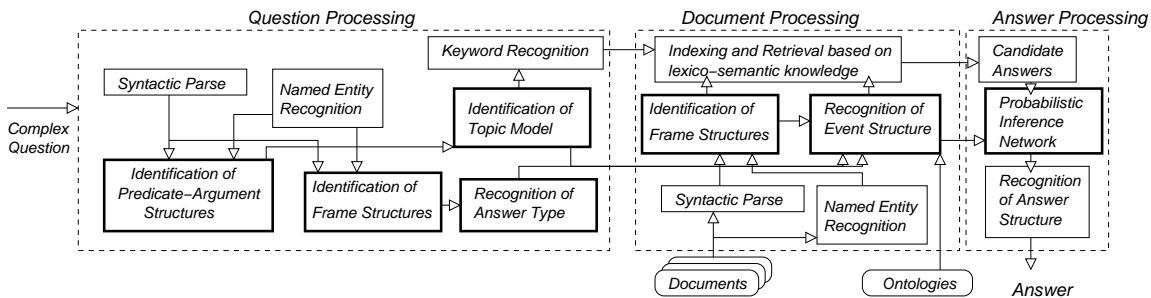 Question Processing
Document Processing
Answer Processing
Complex
Question
Syntactic Parse
Named Entity
Recognition
Keyword Recognition
Identification of
Topic Model
Identification of
Predicate−Argument
Structures
Identification of
Frame Structures
Recognition of
Answer Type
Indexing and Retrieval based on
lexico−semantic knowledge
Identification of
Frame Structures
Recognition of
Event Structure
Syntactic Parse
Named Entity
Recognition
Documents
Ontologies
Candidate
Answers
Probabilistic
Inference
Network
Recognition
of Answer
Structure
Answer